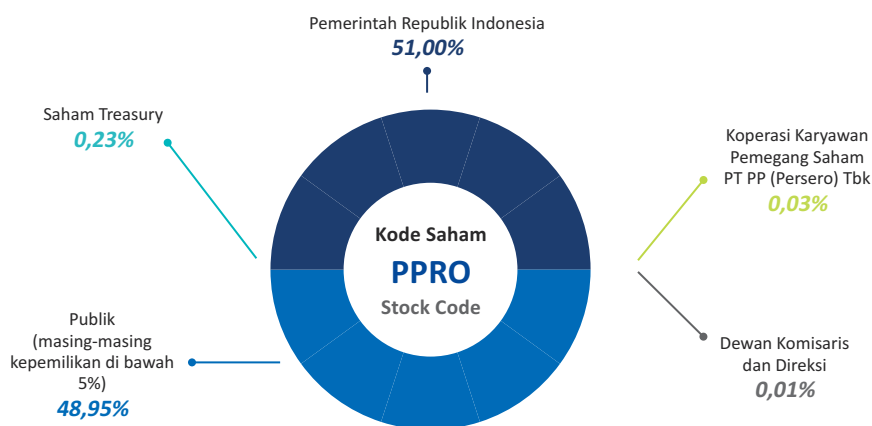 Pemerintah Republik Indonesia
51,00%
Saham Treasury
0,23%
Koperasi Karyawan
Pemegang Saham
PT PP (Persero) Tbk
0,03%
Kode Saham
PPRO
Stock Code
Publik
(masing-masing
kepemilikan di bawah
5%)
48,95%
Dewan Komisaris
dan Direksi
0,01%